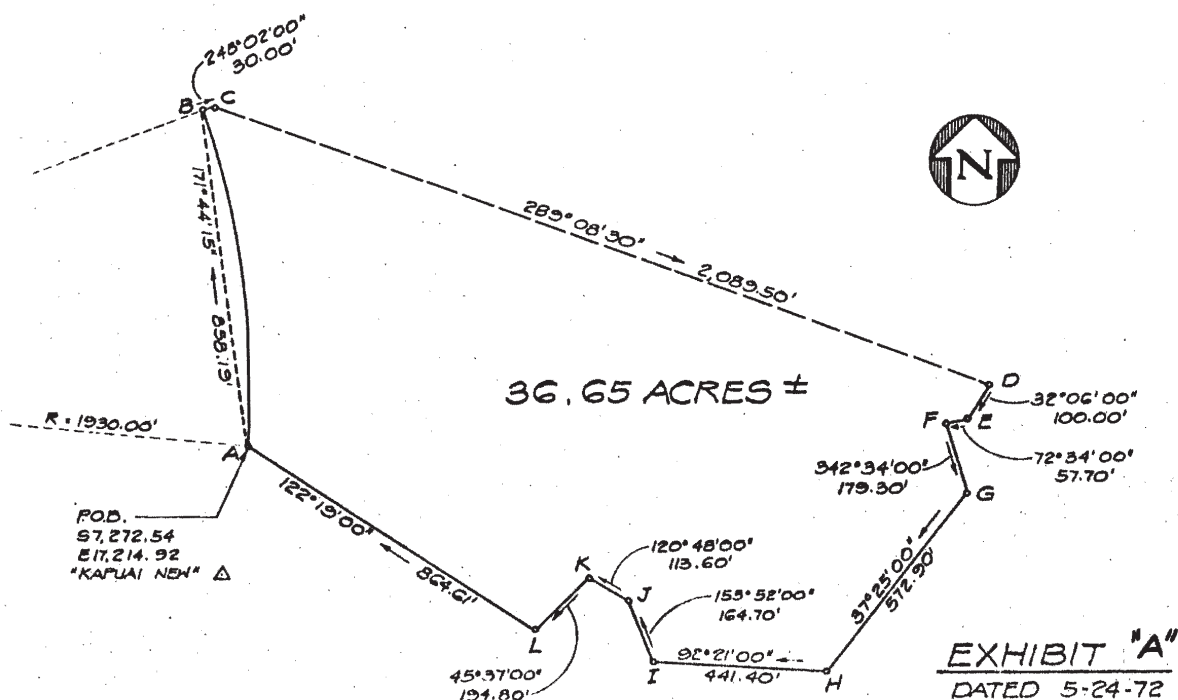 248°02'00"
30.00'
B
C
N
171°44'15"
858.19'
289°08'30"
2,089.50'
36.65 ACRES ±
D
32°06'00"
100.00'
E
F
72°34'00"
57.70'
342°34'00"
179.30'
G
R = 1930.00'
A
P.O.B.
S7,272.54
E17,214.92
"KAPUAI NEW"
122°19'00"
864.61'
K
120°48'00"
113.60'
J
153°52'00"
164.70'
37°25'00"
572.90'
L
45°37'00"
194.80'
I
92°21'00"
441.40'
H
EXHIBIT "A"
DATED 5-24-72